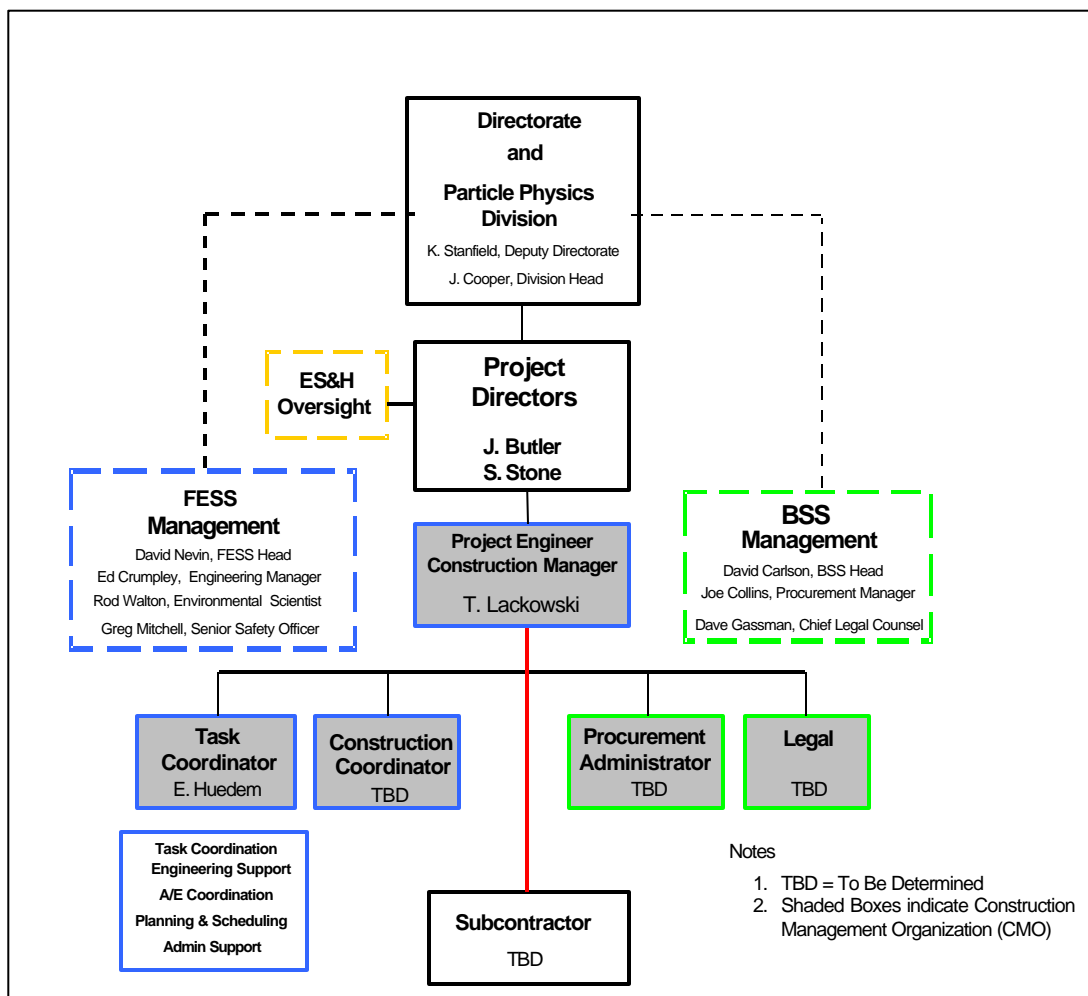 Directorate
and
Particle Physics
Division
K. Stanfield, Deputy Directorate
J. Cooper, Division Head
ES&H
Oversight
Project
Directors
J. Butler
S. Stone
FESS
Management
David Nevin, FESS Head
Ed Crumpley, Engineering Manager
Rod Walton, Environmental Scientist
Greg Mitchell, Senior Safety Officer
Project Engineer
Construction Manager
T. Lackowski
BSS
Management
David Carlson, BSS Head
Joe Collins, Procurement Manager
Dave Gassman, Chief Legal Counsel
Task
Coordinator
E. Huedem
Construction
Coordinator
TBD
Procurement
Administrator
TBD
Legal
TBD
Task Coordination
Engineering Support
A/E Coordination
Planning & Scheduling
Admin Support
Subcontractor
TBD
Notes
1. TBD = To Be Determined
2. Shaded Boxes indicate Construction
Management Organization (CMO)